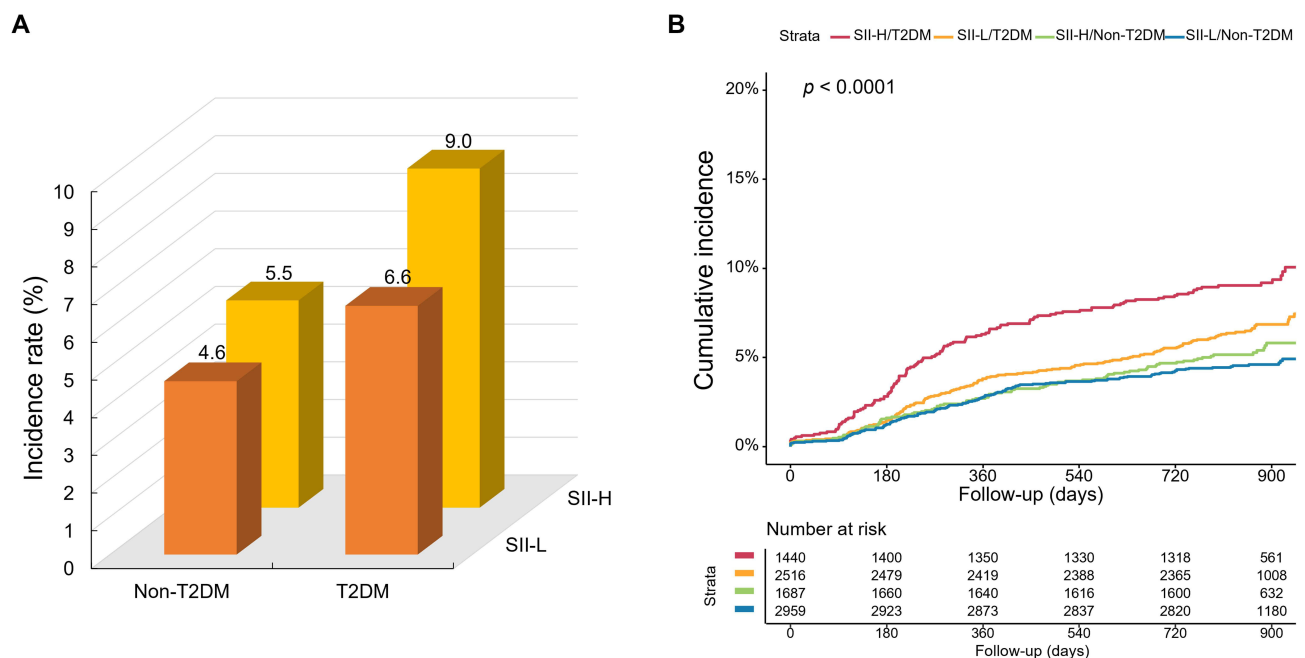 A
10
9
8
7
6
5
4
3
2
1
0
Incidence rate (%)
4.6
5.5
6.6
9.0
SII-H
SII-L
Non-T2DM T2DM
B
Strata SII-H/T2DM SII-L/T2DM SII-H/Non-T2DM SII-L/Non-T2DM
p < 0.0001
20%
15%
10%
5%
0%
Cumulative incidence
0 180 360 540 720 900
Follow-up (days)
Number at risk
Strata
1440 1400 1350 1330 1318 561
2516 2479 2419 2388 2365 1008
1687 1660 1640 1616 1600 632
2959 2923 2873 2837 2820 1180
0 180 360 540 720 900
Follow-up (days)